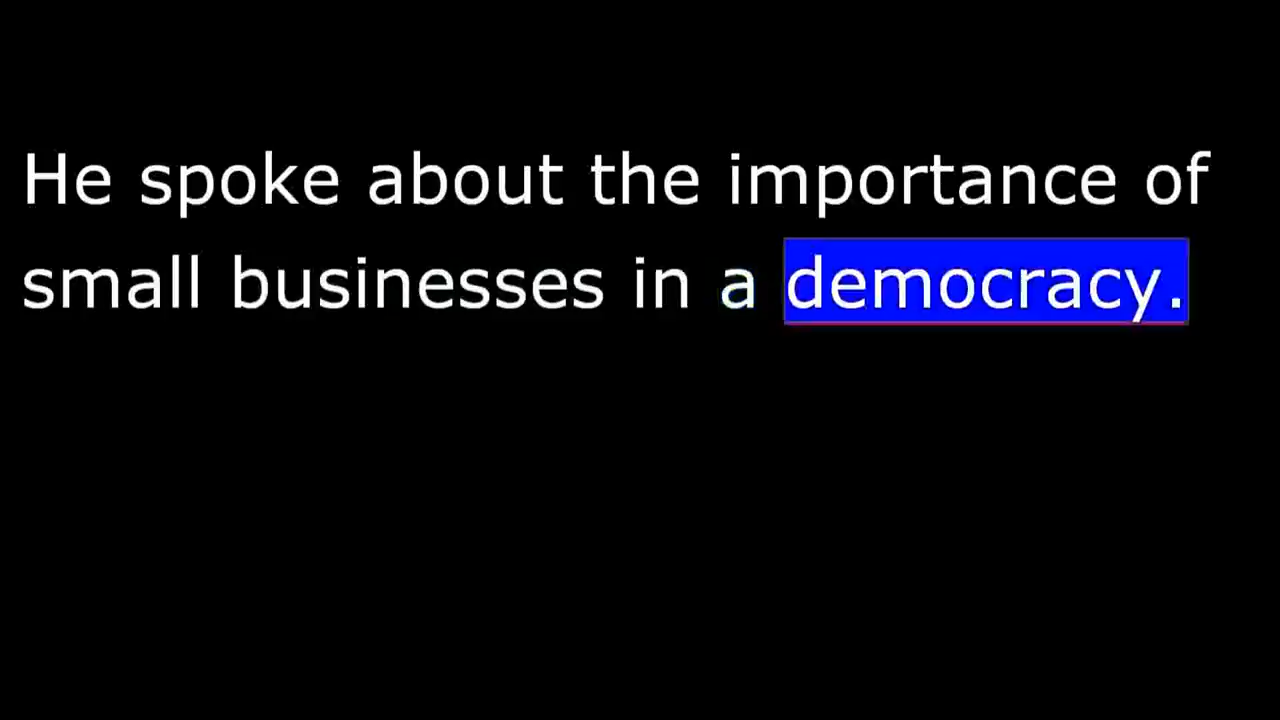 He spoke about the importance of
small businesses in a democracy.